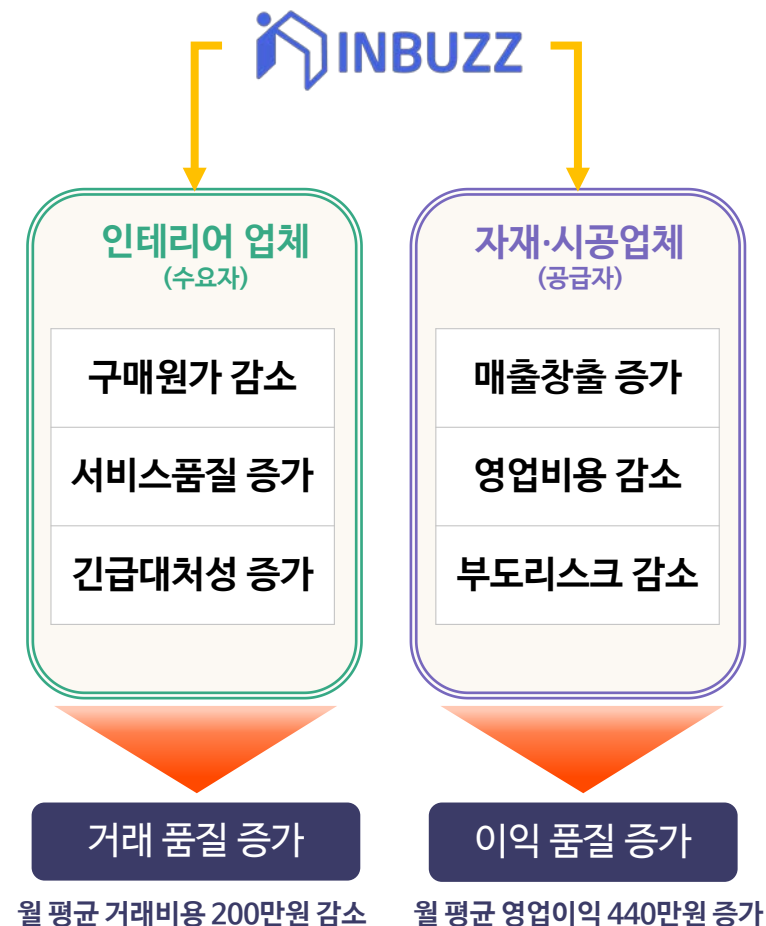 INBUZZ
인테리어 업체
(수요자)
구매원가 감소
서비스품질 증가
긴급대처성 증가
자재·시공업체
(공급자)
매출창출 증가
영업비용 감소
부도리스크 감소
거래 품질 증가
월 평균 거래비용 200만원 감소
이익 품질 증가
월 평균 영업이익 440만원 증가